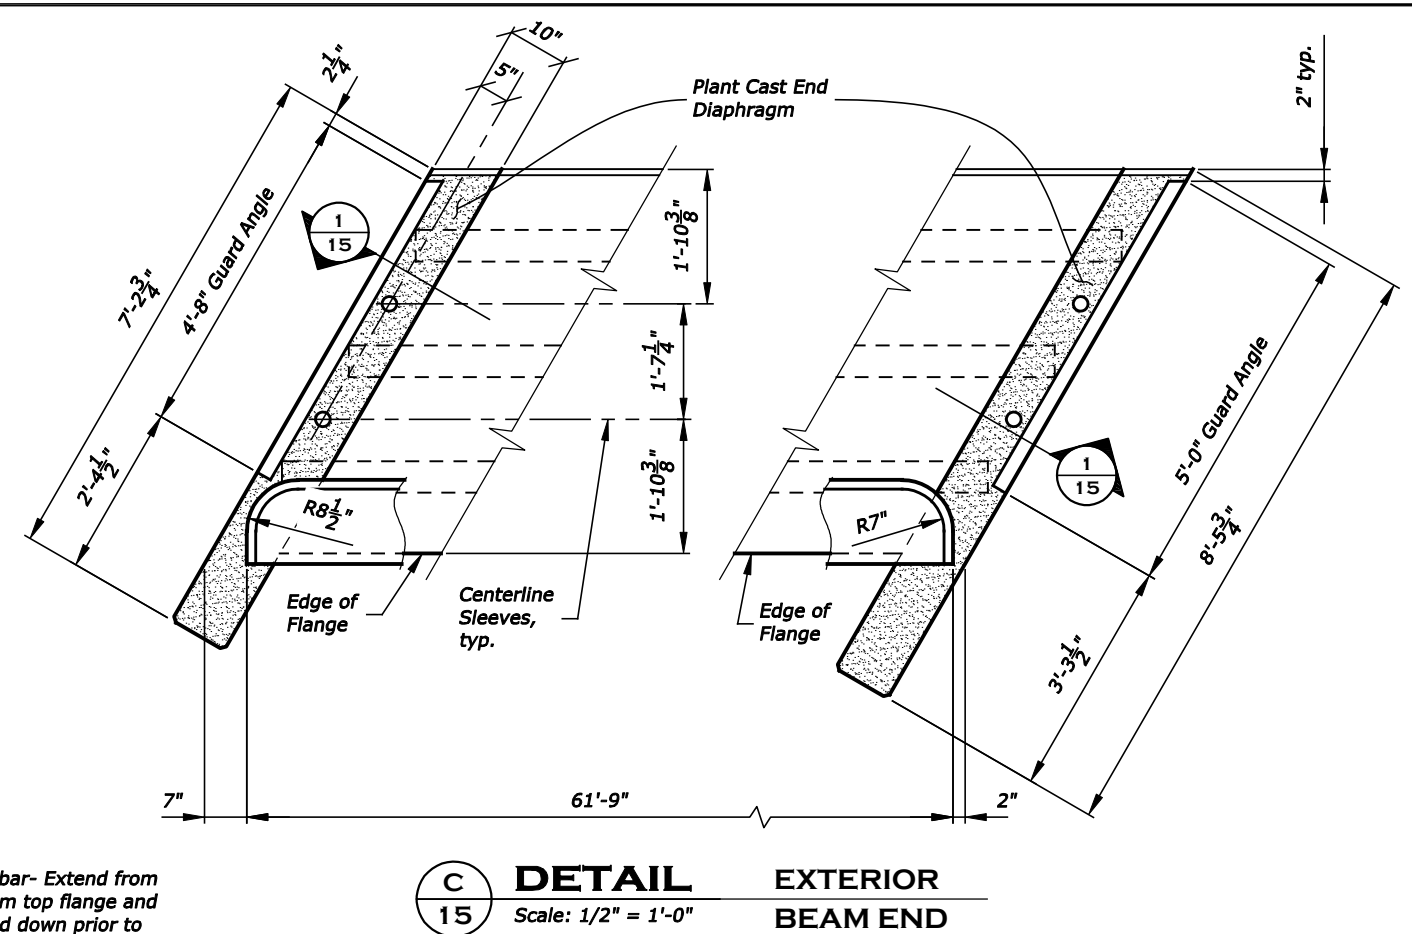 10"
5"
2 1/4"
Plant Cast End
Diaphragm
2" typ.
7'-2 3/4"
4'-8" Guard Angle
1
15
1'-10 3/8"
1'-7 1/4"
1'-10 3/8"
2'-4 1/2"
R8 1/2"
R7"
1
15
5'-0" Guard Angle
8'-5 3/4"
3'-3 1/2"
Edge of
Flange
Centerline
Sleeves,
typ.
Edge of
Flange
7"
61'-9"
2"
bar- Extend from
m top flange and
d down prior to
C
15
DETAIL
Scale: 1/2" = 1'-0"
EXTERIOR
BEAM END